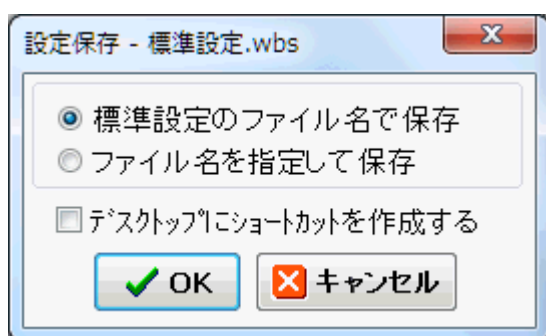 設定保存 - 標準設定.wbs
標準設定のファイル名で保存
ファイル名を指定して保存
ﾃﾞｽｸﾄｯﾌﾟにショートカットを作成する
OK
キャンセル